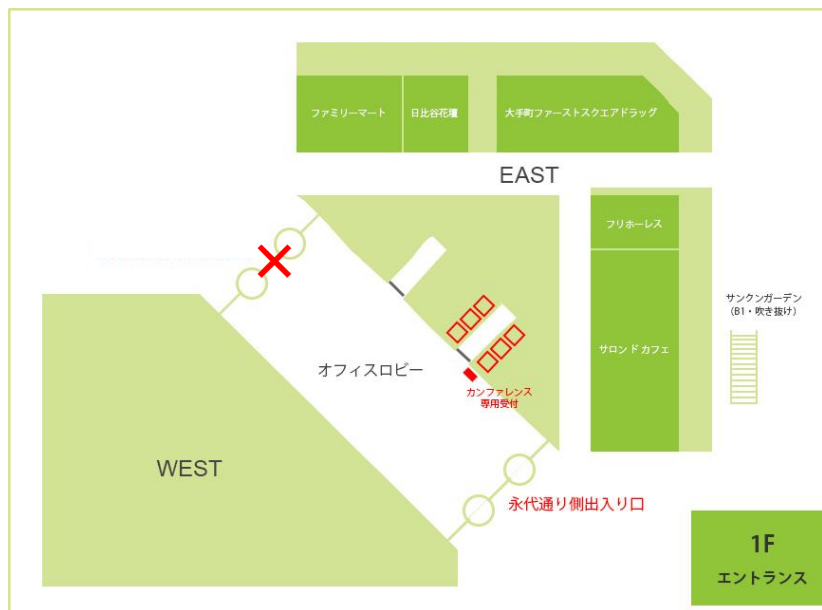 ファミリーマート
日比谷花壇
大手町ファーストスクエアドラッグ
EAST
フリホーレス
サンクンガーデン
(B1・吹き抜け)
サロン ド カフェ
オフィスロビー
カンファレンス
専用受付
WEST
永代通り側出入り口
1F
エントランス